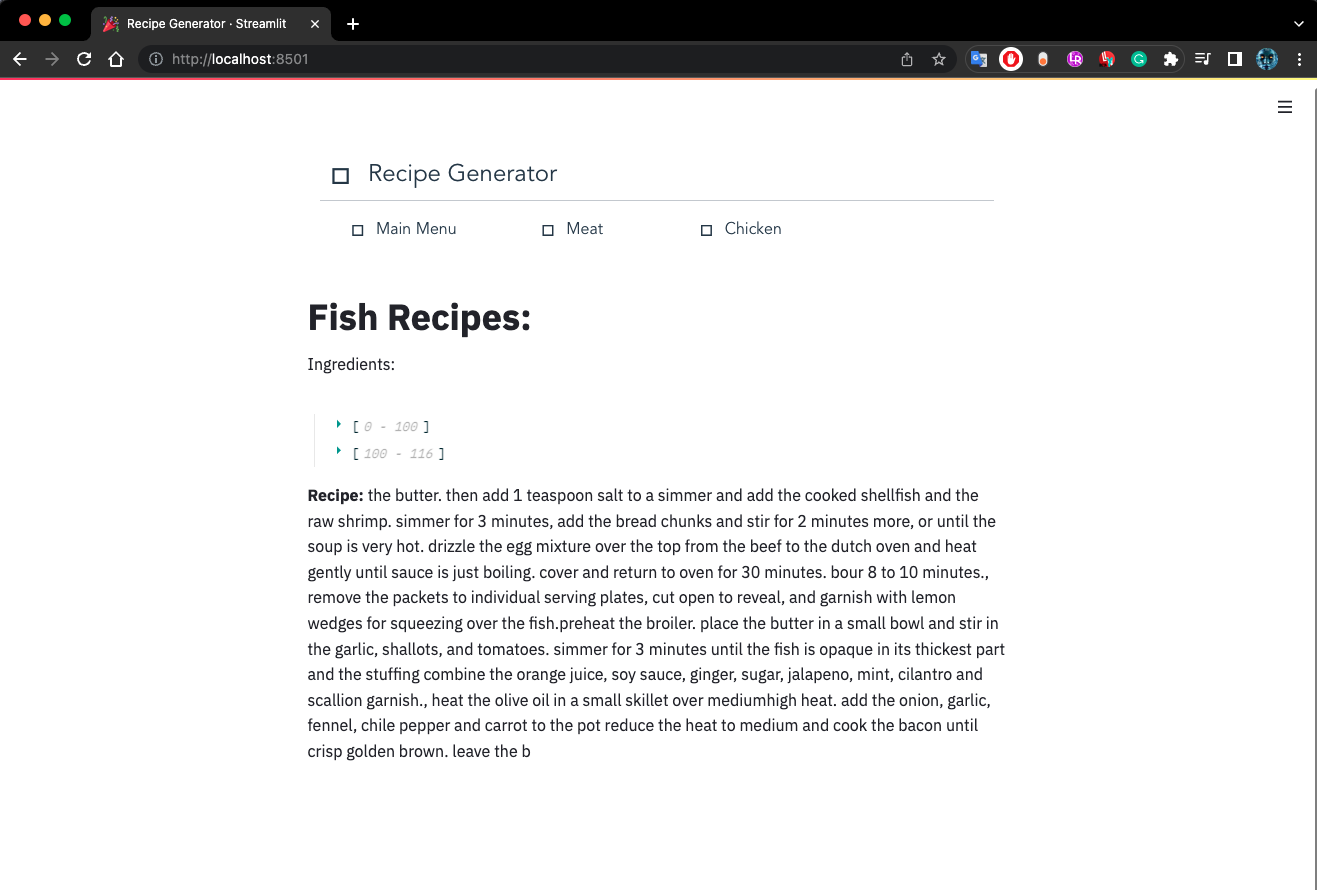 Recipe Generator · Streamlit
http://localhost:8501
Recipe Generator
Main Menu Meat Chicken
Fish Recipes:
Ingredients:
[ 0 - 100 ]
[ 100 - 116 ]
Recipe: the butter. then add 1 teaspoon salt to a simmer and add the cooked shellfish and the
raw shrimp. simmer for 3 minutes, add the bread chunks and stir for 2 minutes more, or until the
soup is very hot. drizzle the egg mixture over the top from the beef to the dutch oven and heat
gently until sauce is just boiling. cover and return to oven for 30 minutes. bour 8 to 10 minutes.,
remove the packets to individual serving plates, cut open to reveal, and garnish with lemon
wedges for squeezing over the fish.preheat the broiler. place the butter in a small bowl and stir in
the garlic, shallots, and tomatoes. simmer for 3 minutes until the fish is opaque in its thickest part
and the stuffing combine the orange juice, soy sauce, ginger, sugar, jalapeno, mint, cilantro and
scallion garnish., heat the olive oil in a small skillet over mediumhigh heat. add the onion, garlic,
fennel, chile pepper and carrot to the pot reduce the heat to medium and cook the bacon until
crisp golden brown. leave the b